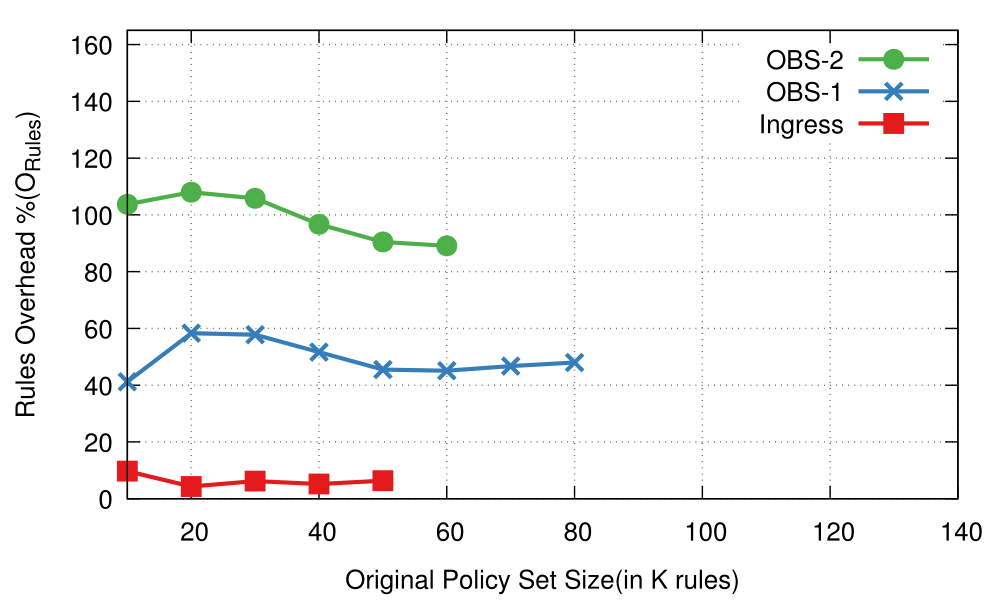 160
140
120
100
80
60
40
20
0
Rules Overhead %(O_Rules)
OBS-2
OBS-1
Ingress
20 40 60 80 100 120 140
Original Policy Set Size(in K rules)